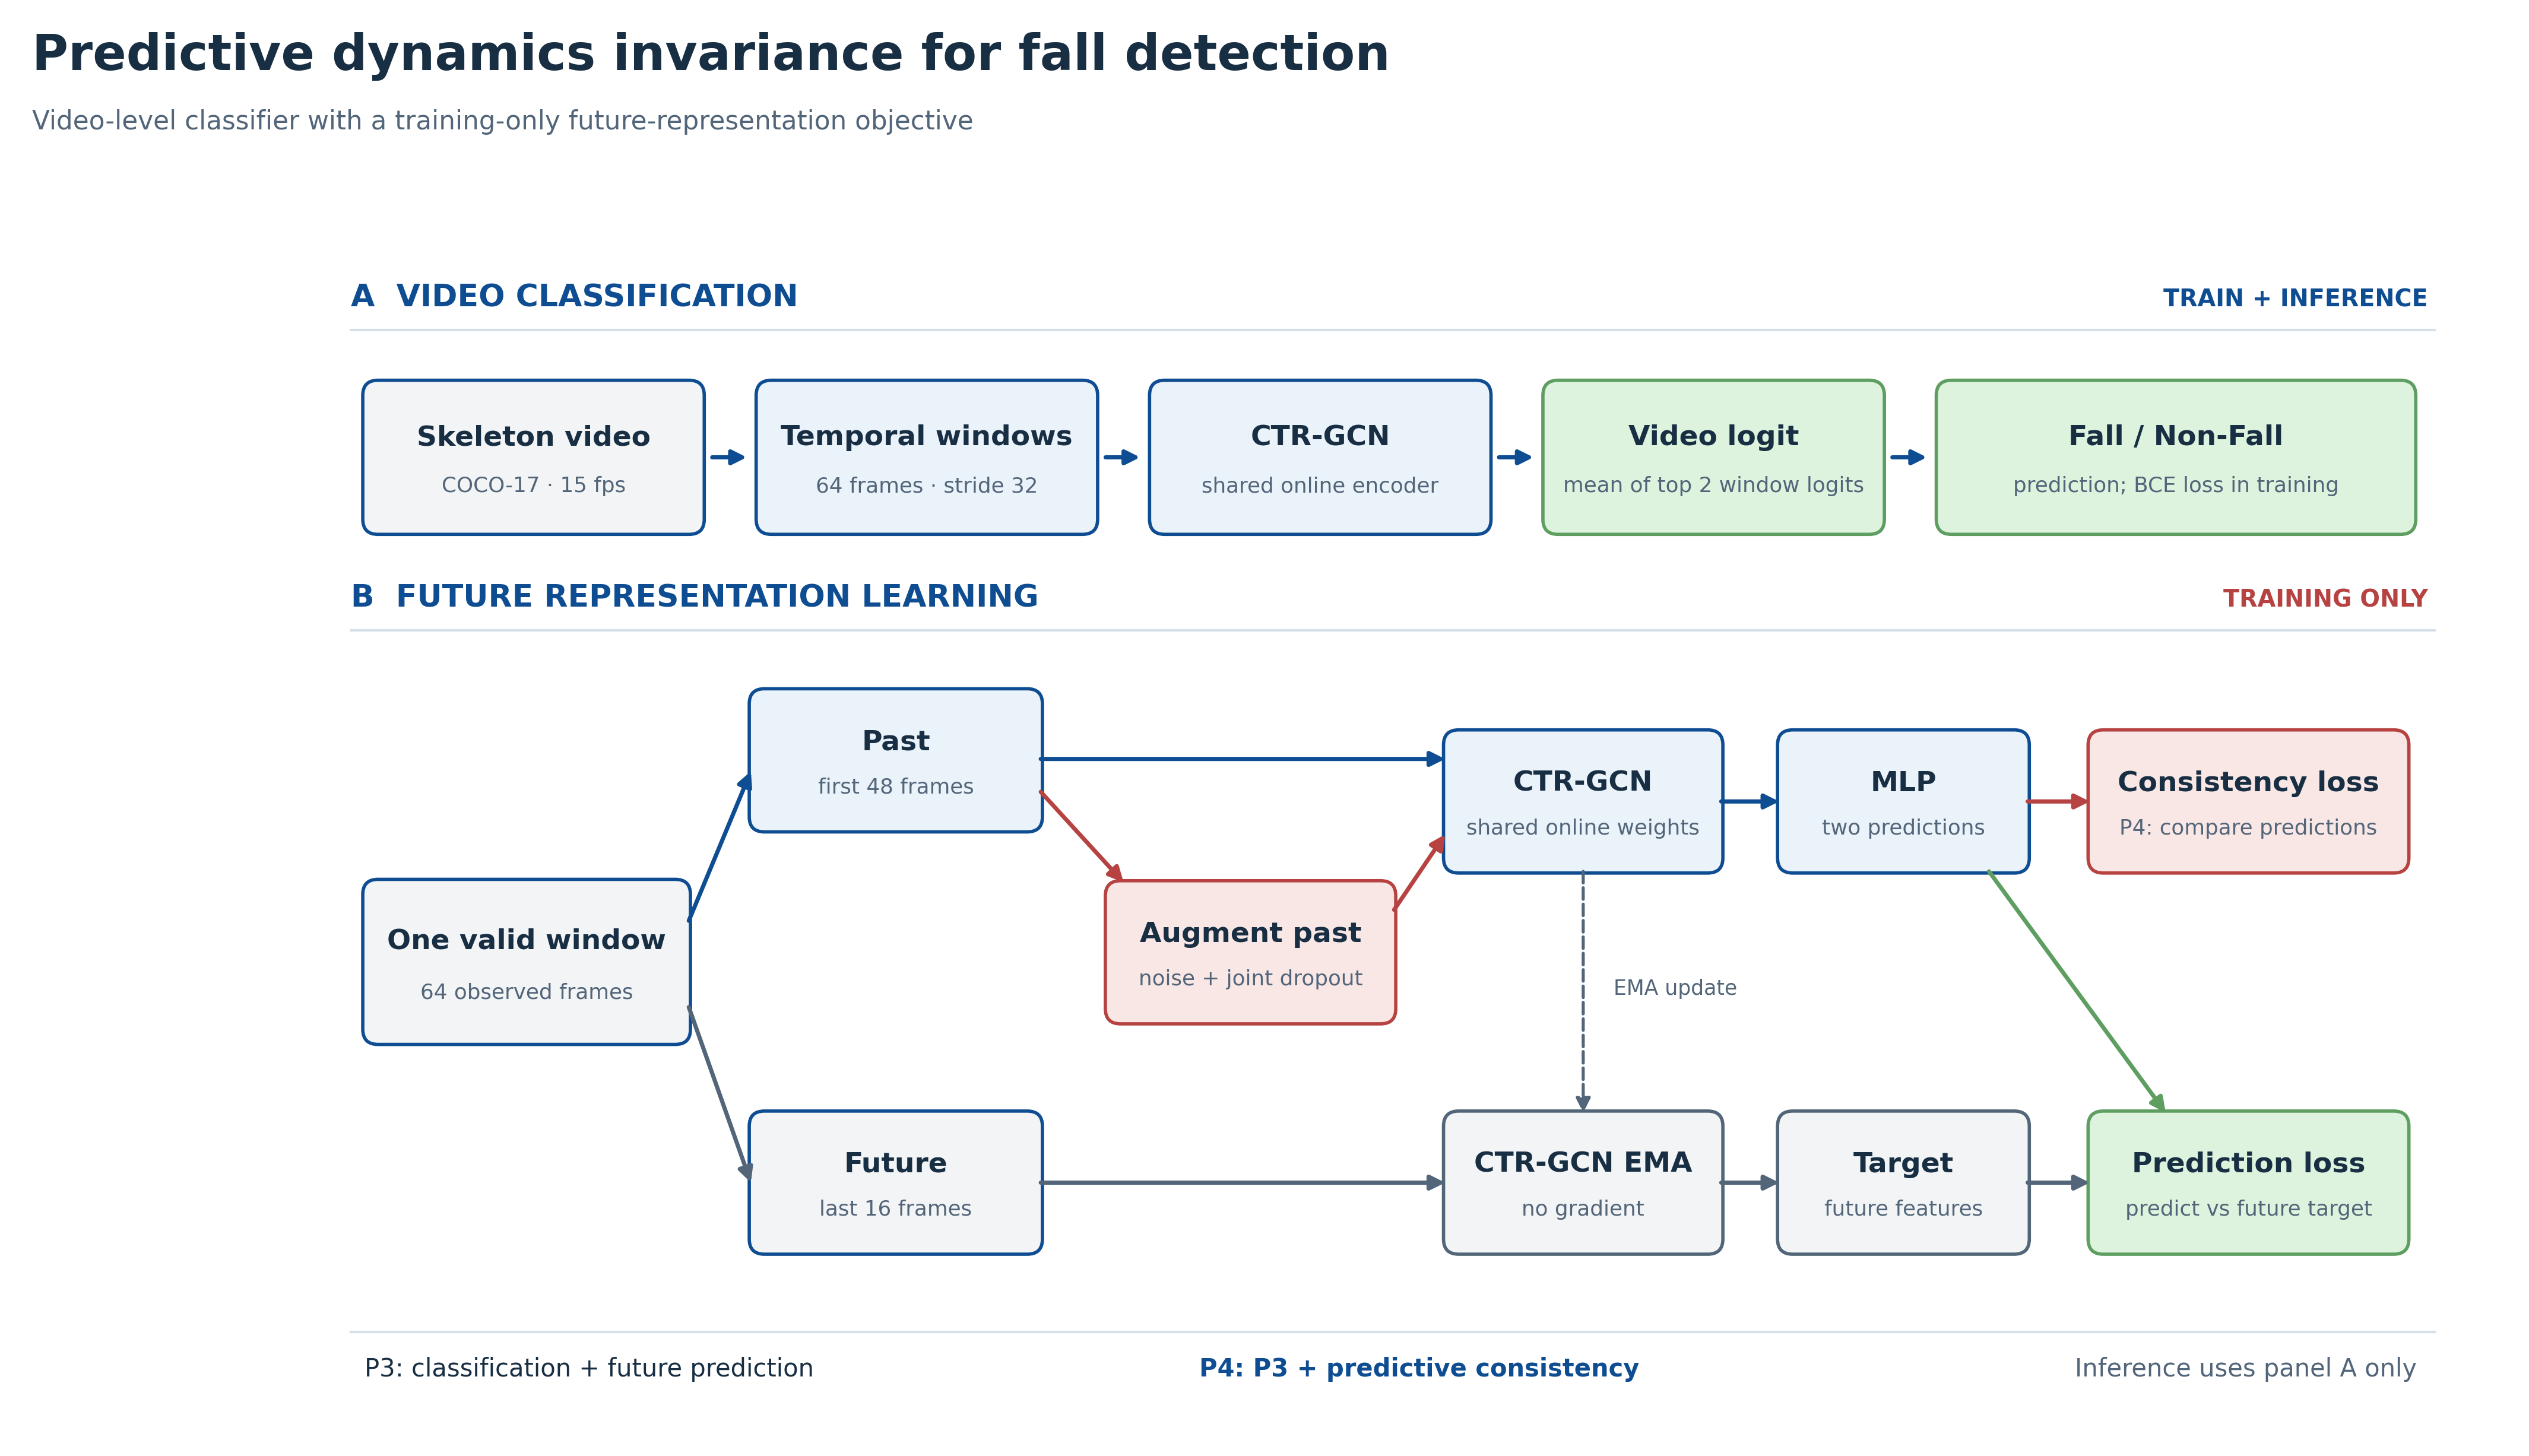 Predictive dynamics invariance for fall detection
Video-level classifier with a training-only future-representation objective
A VIDEO CLASSIFICATION
TRAIN + INFERENCE
Skeleton video
COCO-17 · 15 fps
Temporal windows
64 frames · stride 32
CTR-GCN
shared online encoder
Video logit
mean of top 2 window logits
Fall / Non-Fall
prediction; BCE loss in training
B FUTURE REPRESENTATION LEARNING
TRAINING ONLY
One valid window
64 observed frames
Past
first 48 frames
Augment past
noise + joint dropout
CTR-GCN
shared online weights
MLP
two predictions
Consistency loss
P4: compare predictions
EMA update
Future
last 16 frames
CTR-GCN EMA
no gradient
Target
future features
Prediction loss
predict vs future target
P3: classification + future prediction
P4: P3 + predictive consistency
Inference uses panel A only